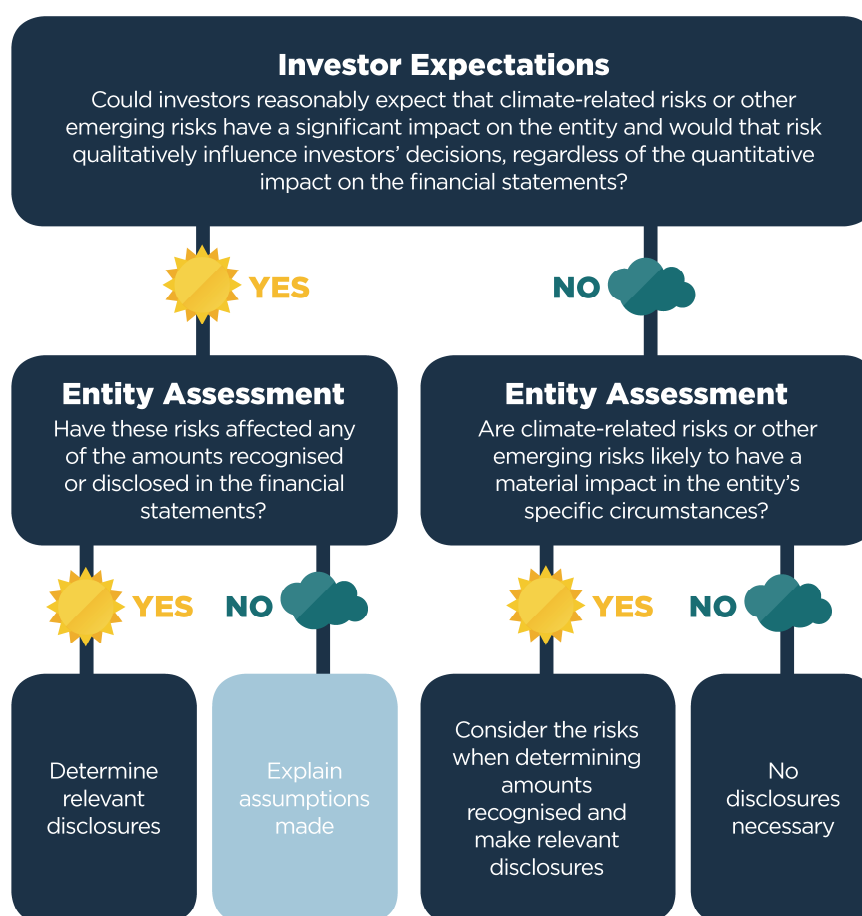 Investor Expectations
Could investors reasonably expect that climate-related risks or other
emerging risks have a significant impact on the entity and would that risk
qualitatively influence investors’ decisions, regardless of the quantitative
impact on the financial statements?
YES
NO
Entity Assessment
Have these risks affected any
of the amounts recognised
or disclosed in the financial
statements?
Entity Assessment
Are climate-related risks or other
emerging risks likely to have a
material impact in the entity’s
specific circumstances?
YES
NO
YES
NO
Determine
relevant
disclosures
Explain
assumptions
made
Consider the risks
when determining
amounts
recognised and
make relevant
disclosures
No
disclosures
necessary